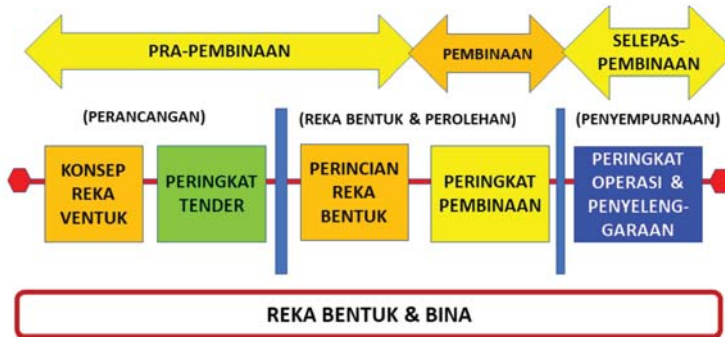 PRA-PEMBINAAN
PEMBINAAN
SELEPAS-
PEMBINAAN
(PERANCANGAN)
(REKA BENTUK & PEROLEHAN)
(PENYEMPURNAAN)
KONSEP
REKA
VENTUK
PERINGKAT
TENDER
PERINCIAN
REKA
BENTUK
PERINGKAT
PEMBINAAN
PERINGKAT
OPERASI &
PENYELENG-
GARAAN
REKA BENTUK & BINA